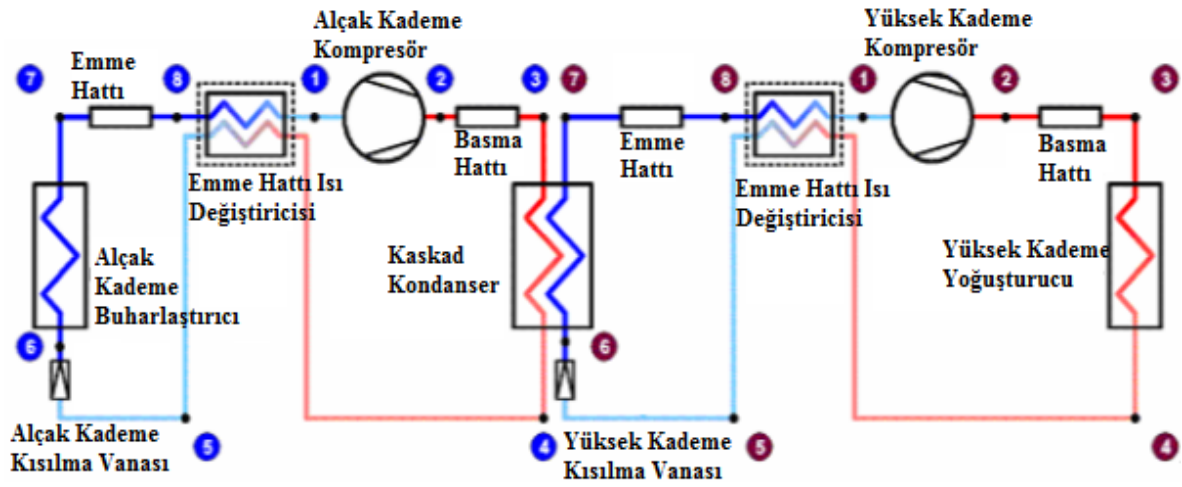 Alçak Kademe
Kompresör
Yüksek Kademe
Kompresör
Emme
Hattı
7
8
1
2
3
7
8
1
2
3
Basma
Hattı
Emme
Hattı
Basma
Hattı
Emme Hattı Isı
Değiştiricisi
Emme Hattı Isı
Değiştiricisi
Alçak
Kademe
Buharlaştırıcı
Kaskad
Kondanser
Yüksek Kademe
Yoğuşturucu
6
6
Alçak Kademe
Kısılma Vanası
5
4
Yüksek Kademe
Kısılma Vanası
5
4